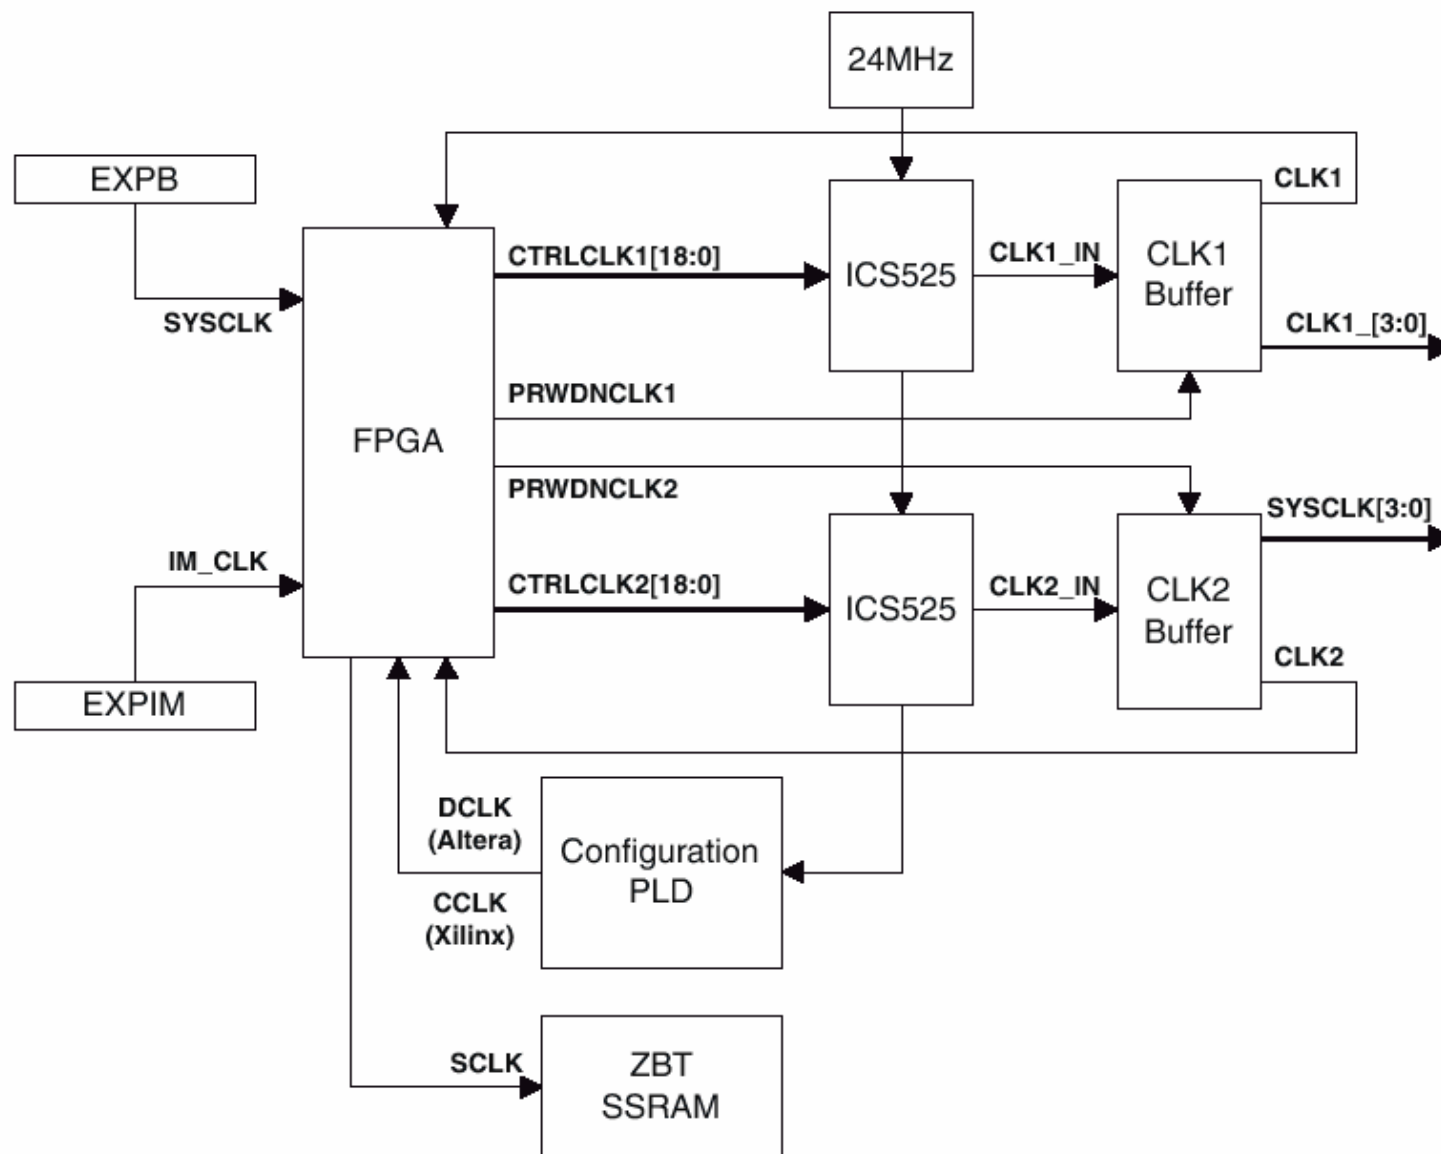 24MHz
EXPB
CLK1
CTRLCLK1[18:0]
ICS525
CLK1_IN
CLK1
Buffer
SYSCLK
CLK1_[3:0]
PRWDNCLK1
FPGA
PRWDNCLK2
SYSCLK[3:0]
IM_CLK
CTRLCLK2[18:0]
ICS525
CLK2_IN
CLK2
Buffer
CLK2
EXPIM
DCLK
(Altera)
Configuration
PLD
CCLK
(Xilinx)
SCLK
ZBT
SSRAM